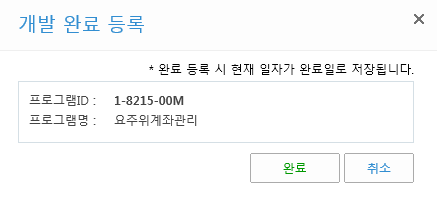 개발 완료 등록
* 완료 등록 시 현재 일자가 완료일로 저장됩니다.
프로그램ID : 1-8215-00M
프로그램명 : 요주위계좌관리
완료 취소